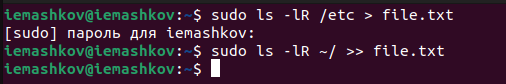 iemashkov@iemashkov:~$ sudo ls -lR /etc > file.txt
[sudo] пароль для iemashkov:
iemashkov@iemashkov:~$ sudo ls -lR ~/ >> file.txt
iemashkov@iemashkov:~$